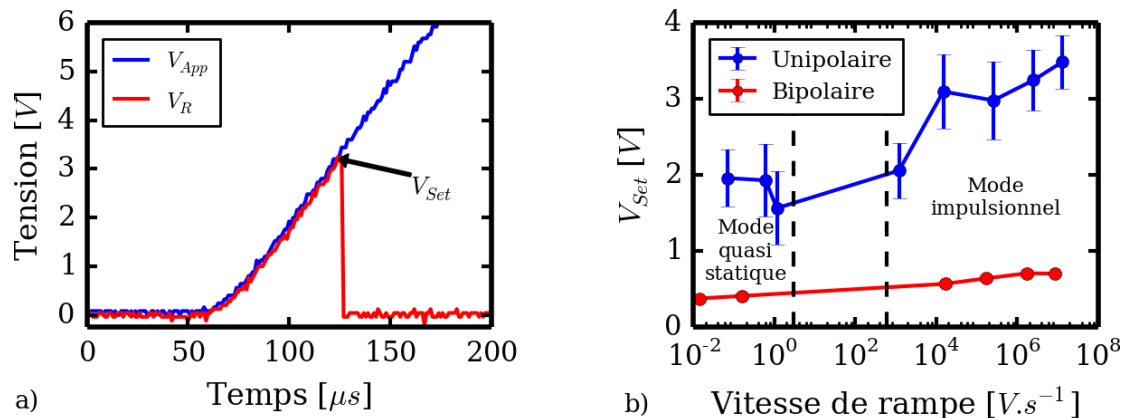 6
5
4
3
2
1
0
Tension [V]
V_App
V_R
V_Set
0 50 100 150 200
Temps [μs]
a)
4
3
2
1
0
V_Set [V]
Unipolaire
Bipolaire
Mode
quasi
statique
Mode
impulsionnel
10^-2 10^0 10^2 10^4 10^6 10^8
Vitesse de rampe [V.s^-1]
b)